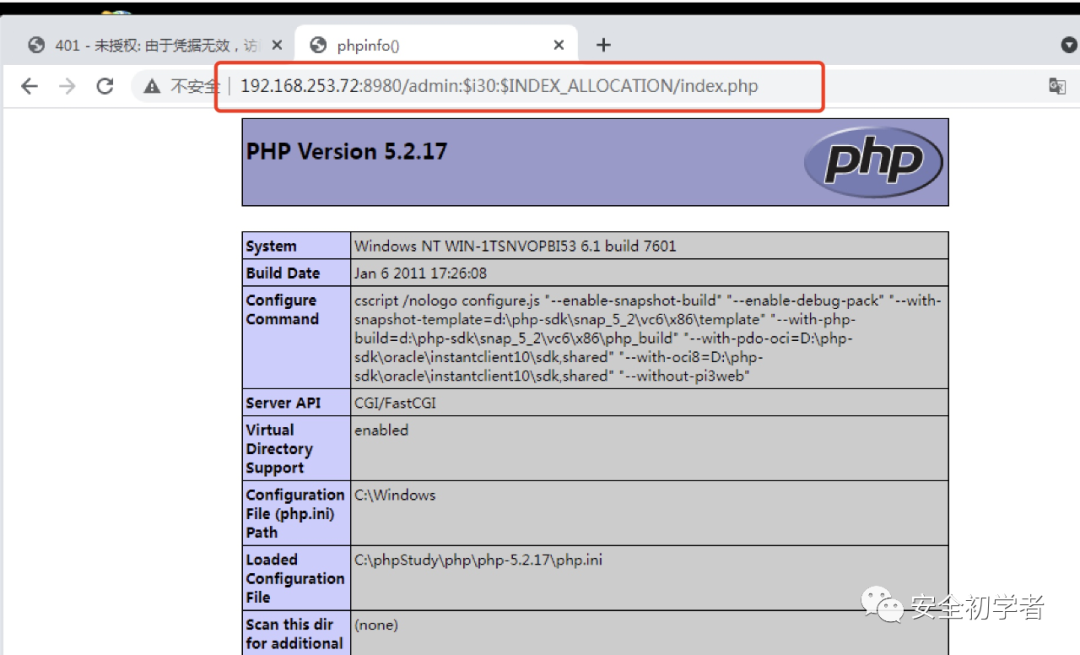 401 - 未授权: 由于凭据无效，访
phpinfo()
不安全
192.168.253.72:8980/admin:$i30:$INDEX_ALLOCATION/index.php
PHP Version 5.2.17
php
System Windows NT WIN-1TSNVOPBI53 6.1 build 7601
Build Date Jan 6 2011 17:26:08
Configure Command
cscript /nologo configure.js "--enable-snapshot-build" "--enable-debug-pack" "--with-
snapshot-template=d:\php-sdk\snap_5_2\vc6\x86\template" "--with-php-
build=d:\php-sdk\snap_5_2\vc6\x86\php_build" "--with-pdo-oci=D:\php-
sdk\oracle\instantclient10\sdk,shared" "--with-oci8=D:\php-
sdk\oracle\instantclient10\sdk,shared" "--without-pi3web"
Server API CGI/FastCGI
Virtual
Directory
Support
enabled
Configuration
File (php.ini)
Path
C:\Windows
Loaded
Configuration
File
C:\phpStudy\php\php-5.2.17\php.ini
Scan this dir
for additional
(none)
安全初学者